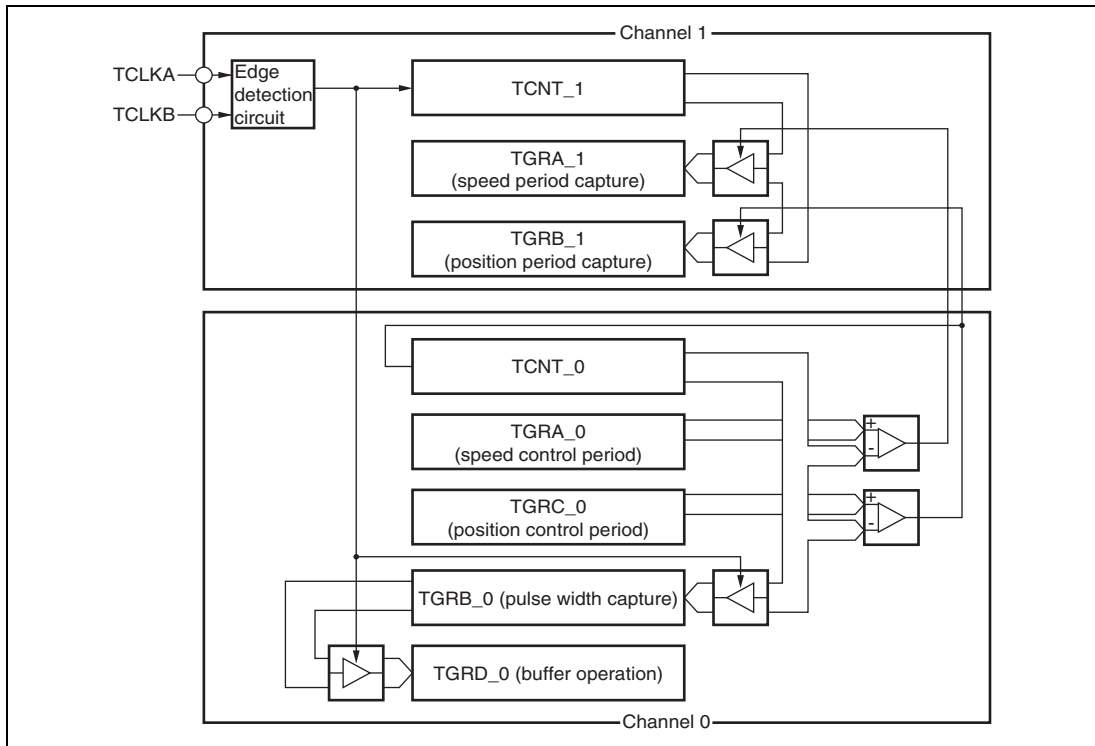 Channel 1
TCLKA
TCLKB
Edge
detection
circuit
TCNT_1
TGRA_1
(speed period capture)
TGRB_1
(position period capture)
TCNT_0
TGRA_0
(speed control period)
+
-
TGRC_0
(position control period)
+
-
TGRB_0 (pulse width capture)
TGRD_0 (buffer operation)
Channel 0